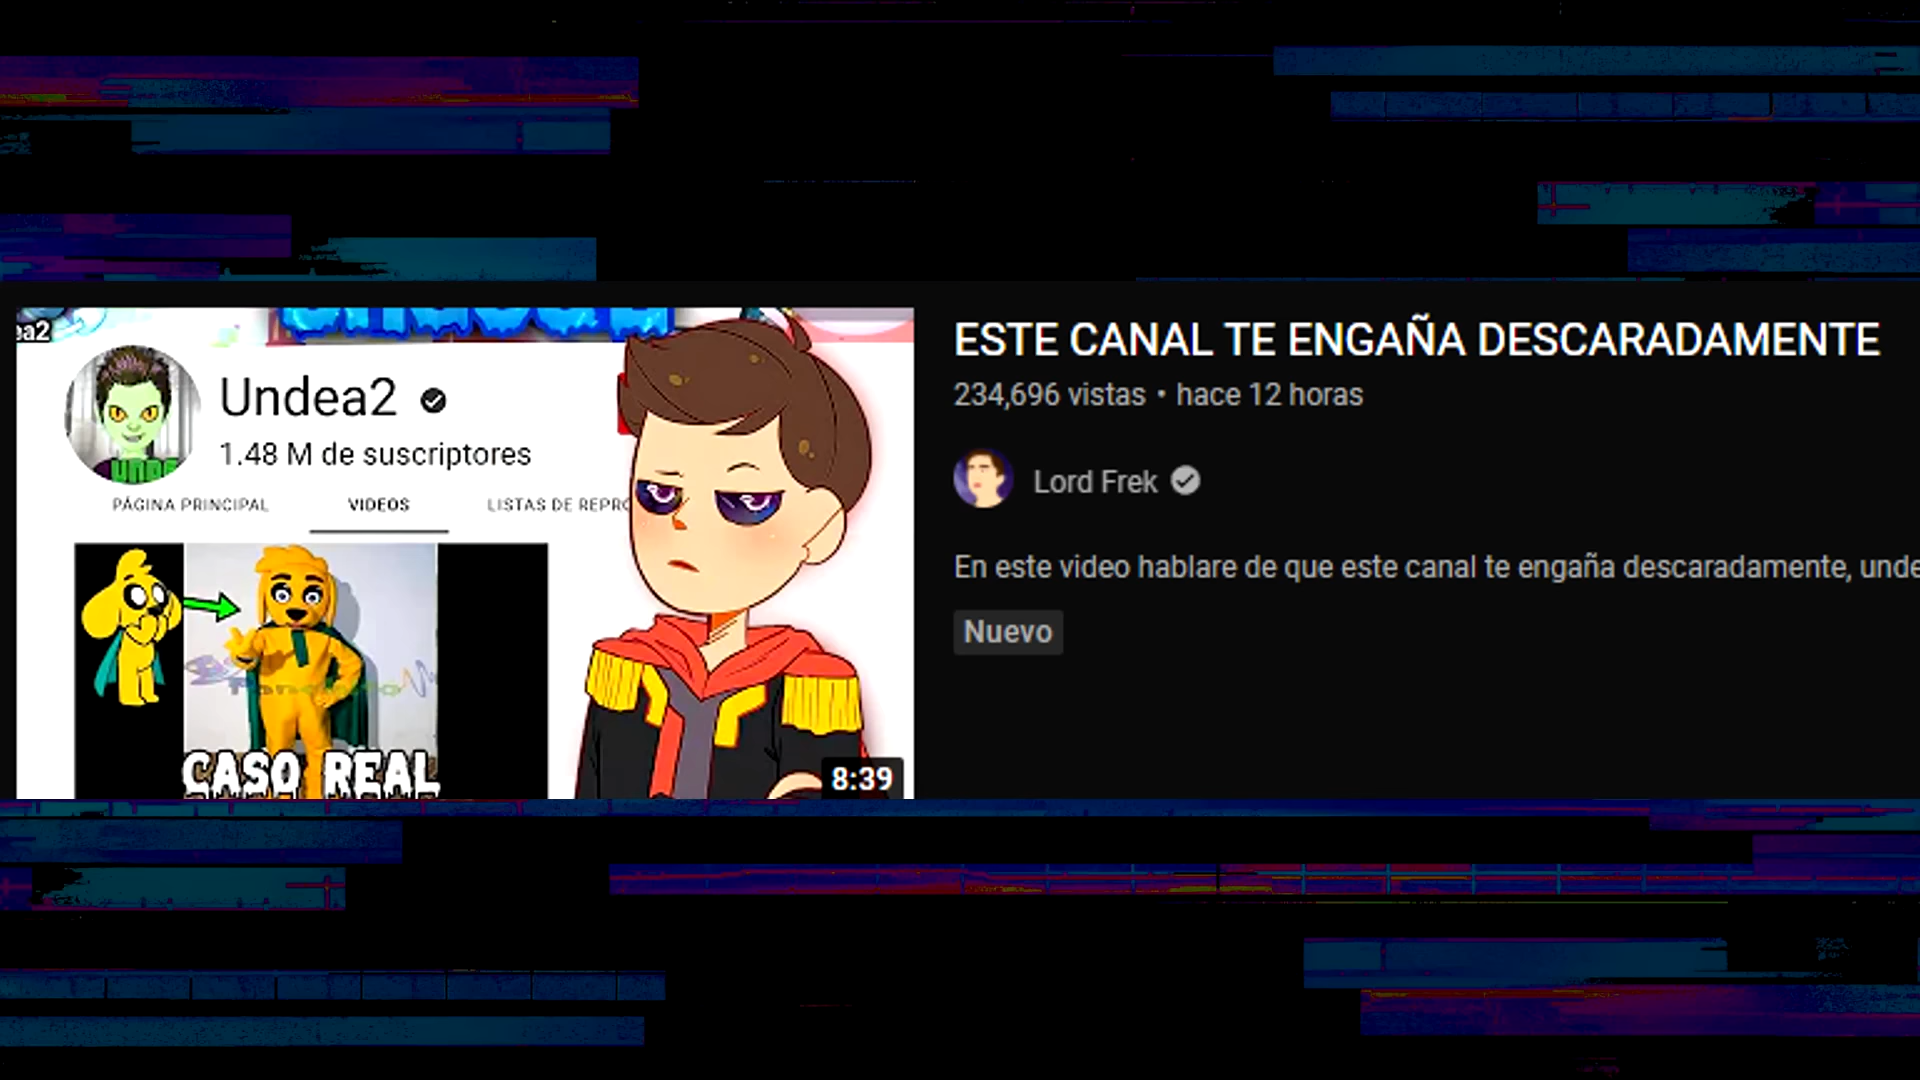 ea2
Undea2
1.48 M de suscriptores
PÁGINA PRINCIPAL VIDEOS LISTAS DE REPRO
CASO REAL
8:39
ESTE CANAL TE ENGAÑA DESCARADAMENTE
234,696 vistas • hace 12 horas
Lord Frek
En este video hablare de que este canal te engaña descaradamente, unde
Nuevo